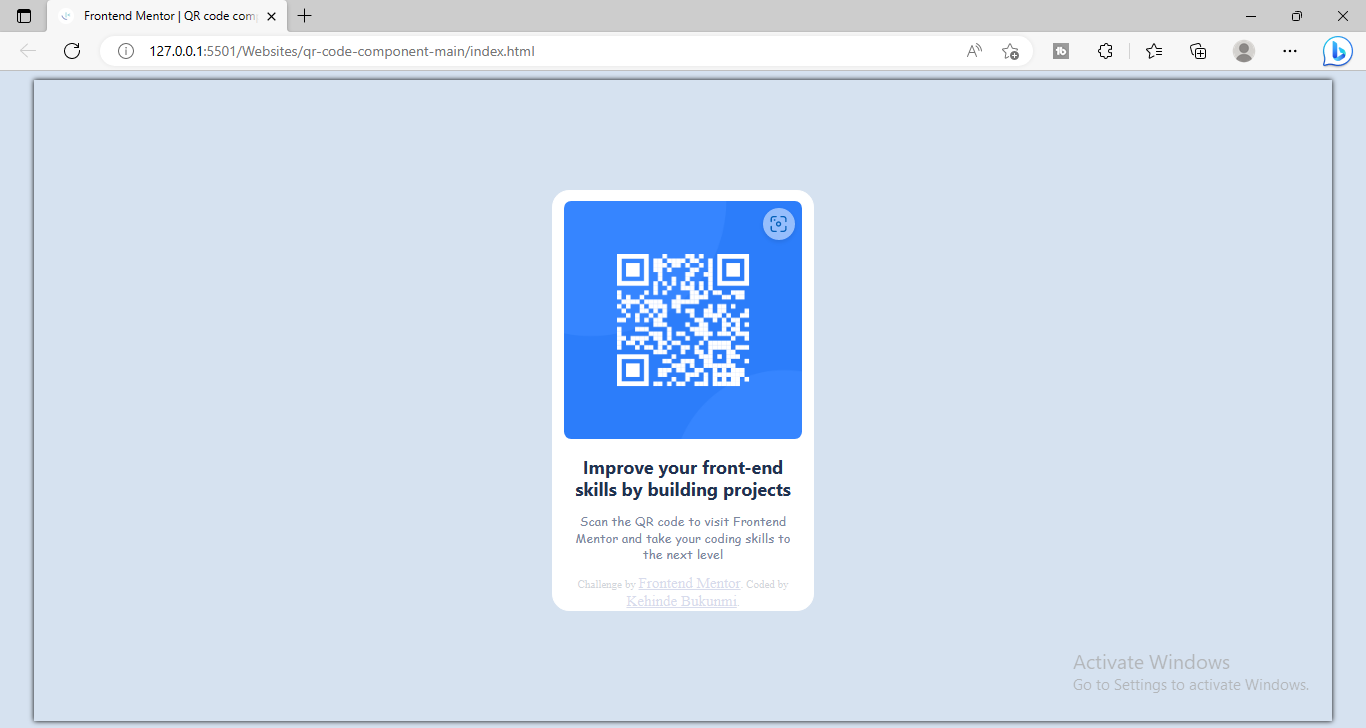 Frontend Mentor | QR code com
127.0.0.1:5501/Websites/qr-code-component-main/index.html
Improve your front-end
skills by building projects
Scan the QR code to visit Frontend
Mentor and take your coding skills to
the next level
Challenge by Frontend Mentor. Coded by
Kehinde Bukunmi.
Activate Windows
Go to Settings to activate Windows.